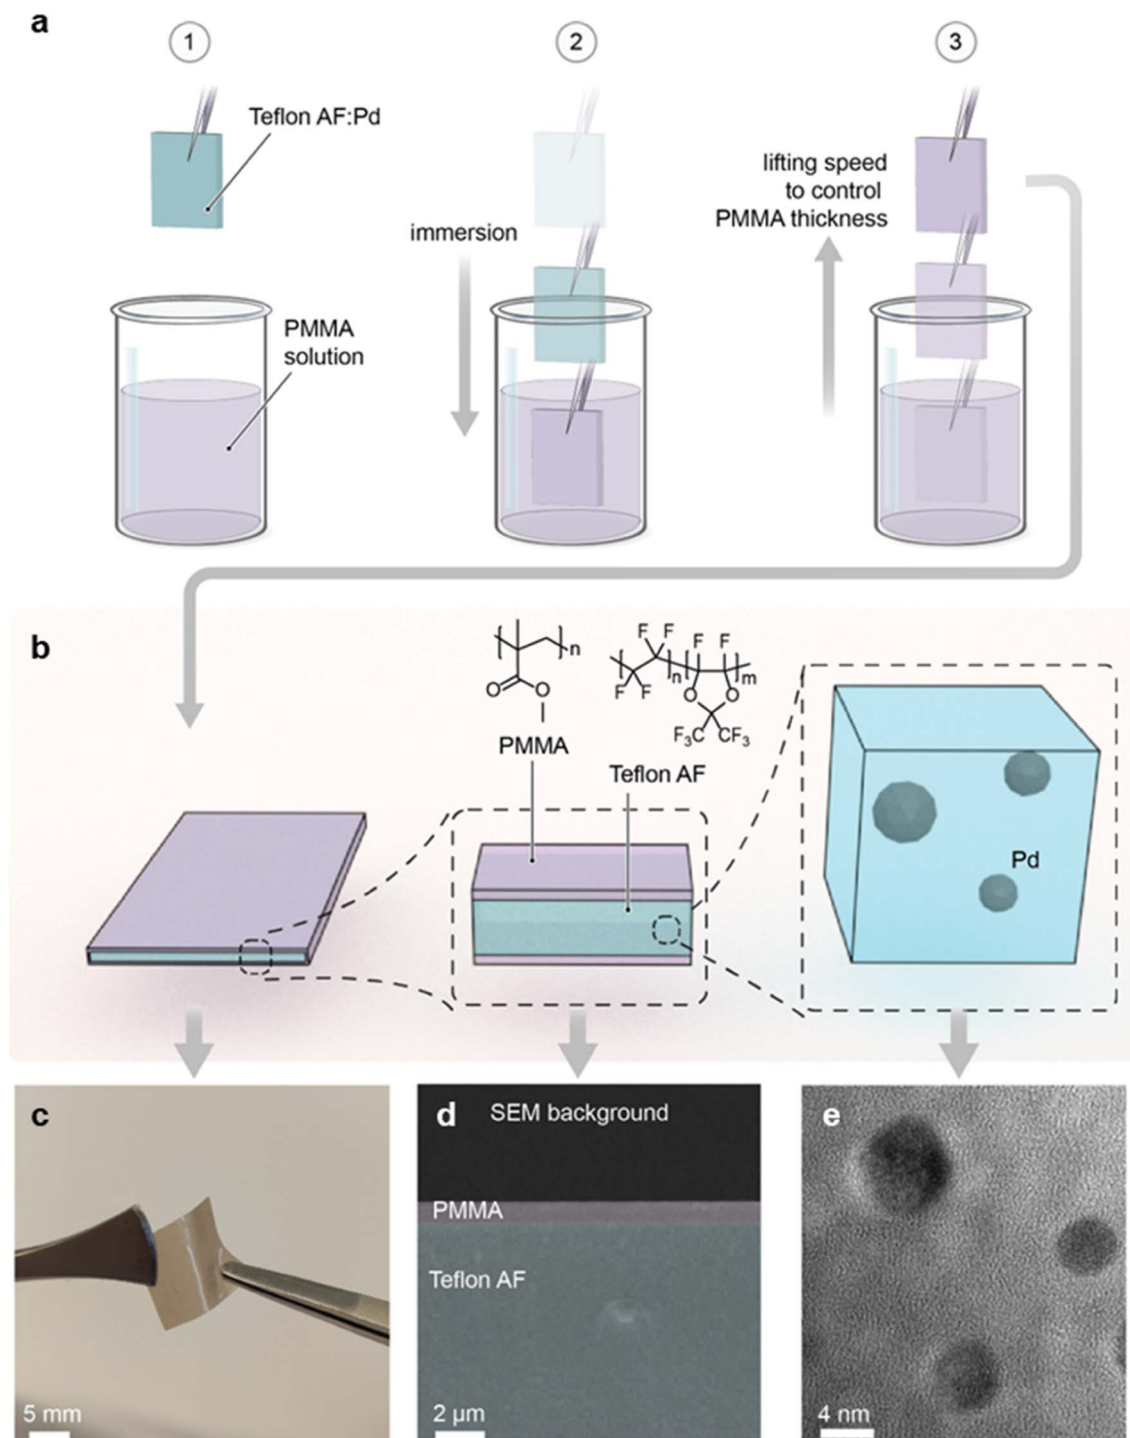 a
1
2
3
Teflon AF:Pd
PMMA
solution
immersion
lifting speed
to control
PMMA thickness
b
n
O
O
PMMA
F
F
F
F
F
F
n
m
O
O
F₃C
CF₃
Teflon AF
Pd
c
5 mm
d
SEM background
PMMA
Teflon AF
2 µm
e
4 nm